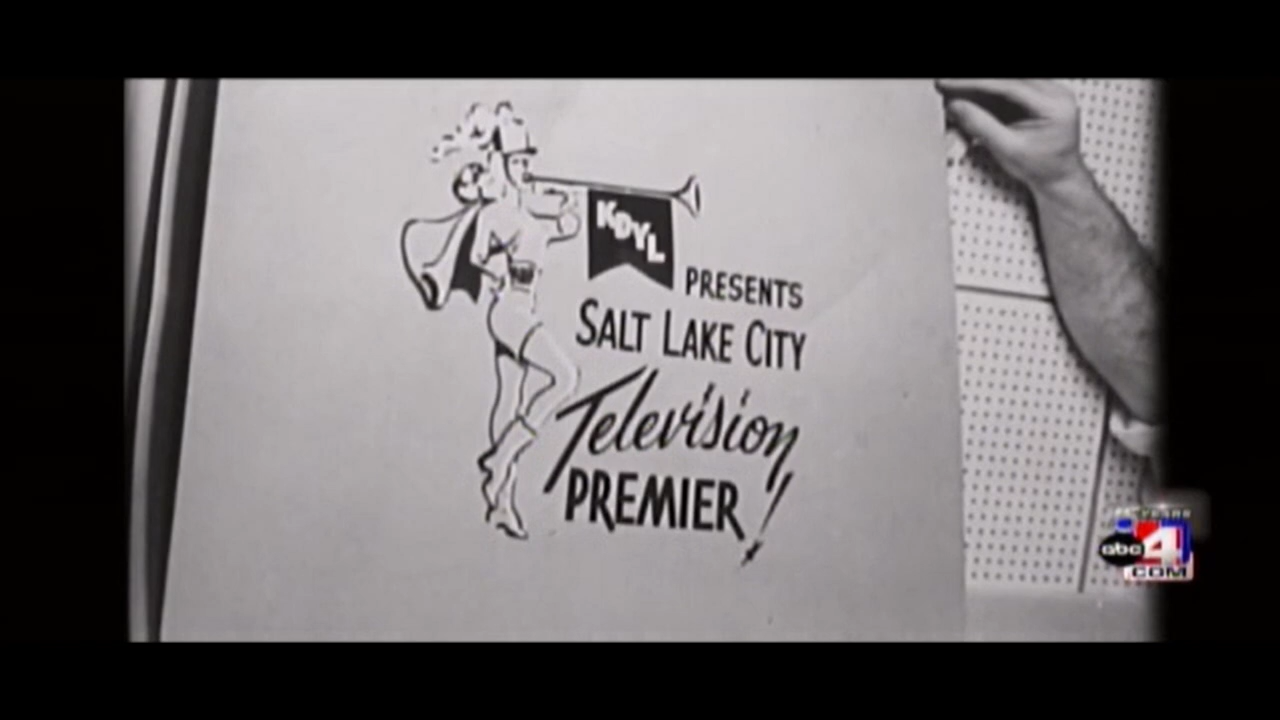 KDYL
PRESENTS
SALT LAKE CITY
Television
PREMIER!
abc 4
COM